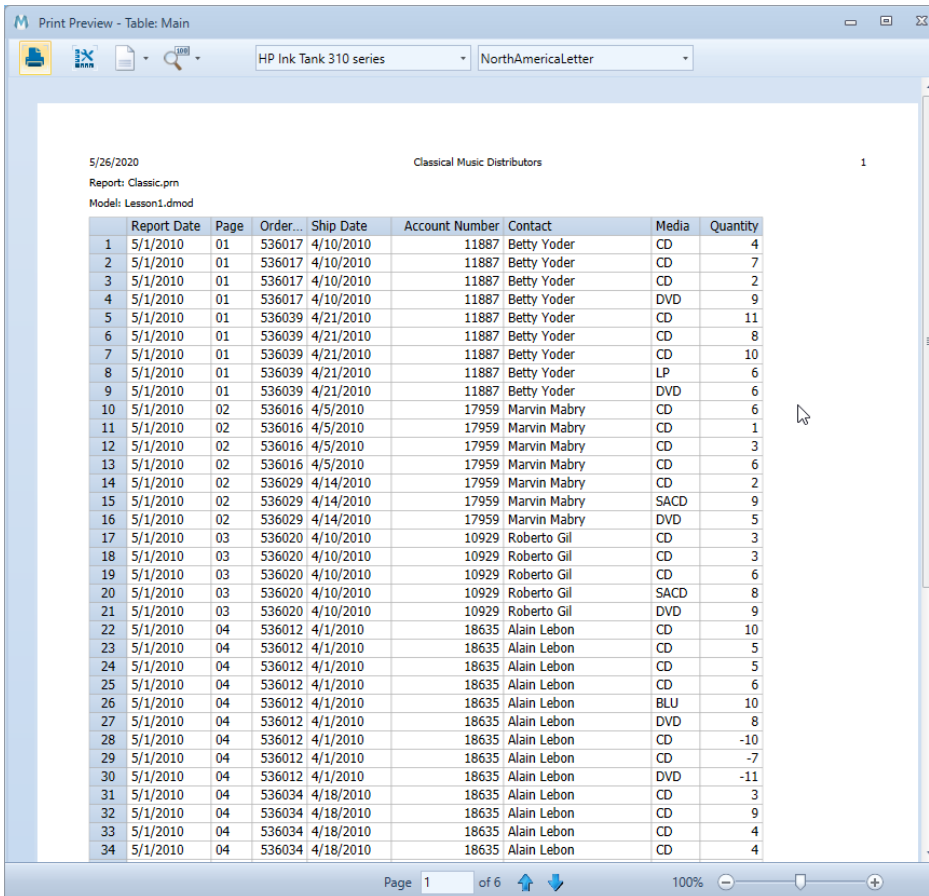 Print Preview - Table: Main
100
HP Ink Tank 310 series NorthAmericaLetter
5/26/2020 Classical Music Distributors 1
Report: Classic.prn
Model: Lesson1.dmod
Report Date Page Order... Ship Date Account Number Contact Media Quantity
1 5/1/2010 01 536017 4/10/2010 11887 Betty Yoder CD 4
2 5/1/2010 01 536017 4/10/2010 11887 Betty Yoder CD 7
3 5/1/2010 01 536017 4/10/2010 11887 Betty Yoder CD 2
4 5/1/2010 01 536017 4/10/2010 11887 Betty Yoder DVD 9
5 5/1/2010 01 536039 4/21/2010 11887 Betty Yoder CD 11
6 5/1/2010 01 536039 4/21/2010 11887 Betty Yoder CD 8
7 5/1/2010 01 536039 4/21/2010 11887 Betty Yoder CD 10
8 5/1/2010 01 536039 4/21/2010 11887 Betty Yoder LP 6
9 5/1/2010 01 536039 4/21/2010 11887 Betty Yoder DVD 6
10 5/1/2010 02 536016 4/5/2010 17959 Marvin Mabry CD 6
11 5/1/2010 02 536016 4/5/2010 17959 Marvin Mabry CD 1
12 5/1/2010 02 536016 4/5/2010 17959 Marvin Mabry CD 3
13 5/1/2010 02 536016 4/5/2010 17959 Marvin Mabry CD 6
14 5/1/2010 02 536029 4/14/2010 17959 Marvin Mabry CD 2
15 5/1/2010 02 536029 4/14/2010 17959 Marvin Mabry SACD 9
16 5/1/2010 02 536029 4/14/2010 17959 Marvin Mabry DVD 5
17 5/1/2010 03 536020 4/10/2010 10929 Roberto Gil CD 3
18 5/1/2010 03 536020 4/10/2010 10929 Roberto Gil CD 3
19 5/1/2010 03 536020 4/10/2010 10929 Roberto Gil CD 6
20 5/1/2010 03 536020 4/10/2010 10929 Roberto Gil SACD 8
21 5/1/2010 03 536020 4/10/2010 10929 Roberto Gil DVD 9
22 5/1/2010 04 536012 4/1/2010 18635 Alain Lebon CD 10
23 5/1/2010 04 536012 4/1/2010 18635 Alain Lebon CD 5
24 5/1/2010 04 536012 4/1/2010 18635 Alain Lebon CD 5
25 5/1/2010 04 536012 4/1/2010 18635 Alain Lebon CD 6
26 5/1/2010 04 536012 4/1/2010 18635 Alain Lebon BLU 10
27 5/1/2010 04 536012 4/1/2010 18635 Alain Lebon DVD 8
28 5/1/2010 04 536012 4/1/2010 18635 Alain Lebon CD -10
29 5/1/2010 04 536012 4/1/2010 18635 Alain Lebon CD -7
30 5/1/2010 04 536012 4/1/2010 18635 Alain Lebon DVD -11
31 5/1/2010 04 536034 4/18/2010 18635 Alain Lebon CD 3
32 5/1/2010 04 536034 4/18/2010 18635 Alain Lebon CD 9
33 5/1/2010 04 536034 4/18/2010 18635 Alain Lebon CD 4
34 5/1/2010 04 536034 4/18/2010 18635 Alain Lebon CD 4
Page 1 of 6 100%